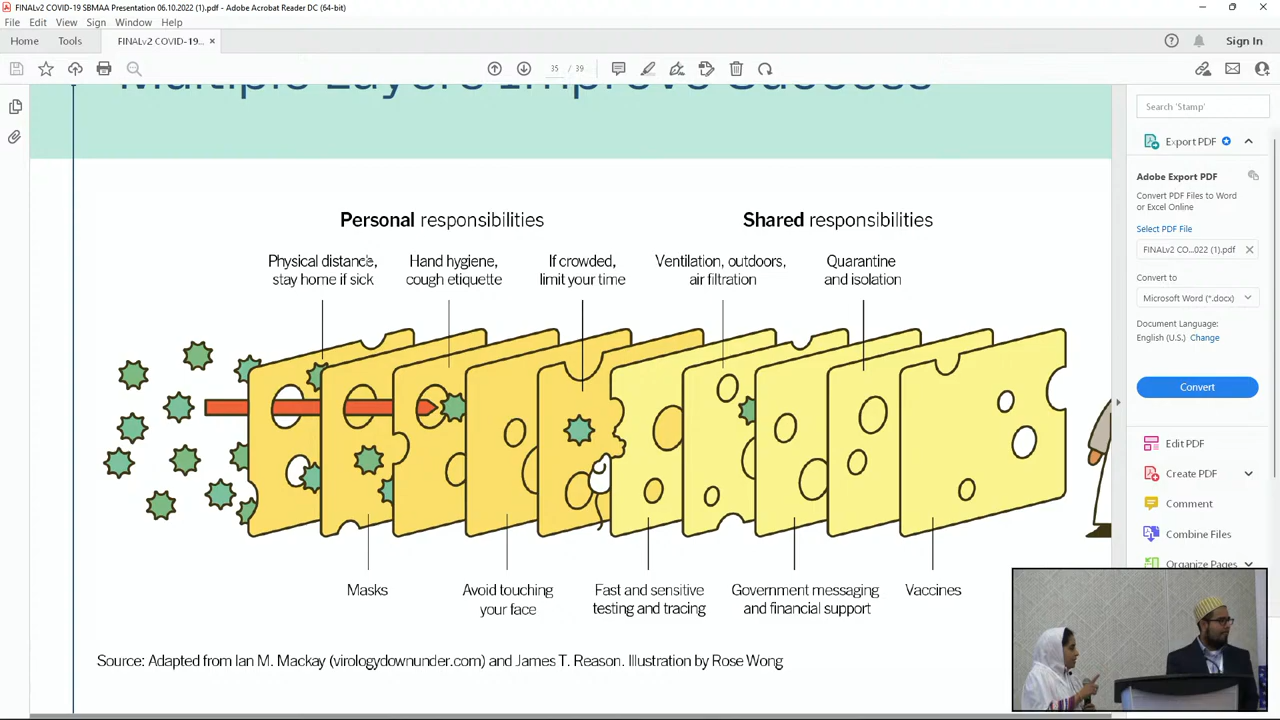 FINALv2 COVID-19 SBMAA Presentation 06.10.2022 (1).pdf - Adobe Acrobat Reader DC (64-bit)
File Edit View Sign Window Help
Home Tools FINALv2 COVID-19... × Sign In
35 / 39
Multiple Layers Improve Success
Personal responsibilities
Shared responsibilities
Physical distance,
stay home if sick
Hand hygiene,
cough etiquette
If crowded,
limit your time
Ventilation, outdoors,
air filtration
Quarantine
and isolation
Masks
Avoid touching
your face
Fast and sensitive
testing and tracing
Government messaging
and financial support
Vaccines
Source: Adapted from Ian M. Mackay (virologydownunder.com) and James T. Reason. Illustration by Rose Wong
Search 'Stamp'
Export PDF
Adobe Export PDF
Convert PDF Files to Word
or Excel Online
Select PDF File
FINALv2 CO...022 (1).pdf
Convert to
Microsoft Word (*.docx)
Document Language:
English (U.S.) Change
Convert
Edit PDF
Create PDF
Comment
Combine Files
Organize Pages